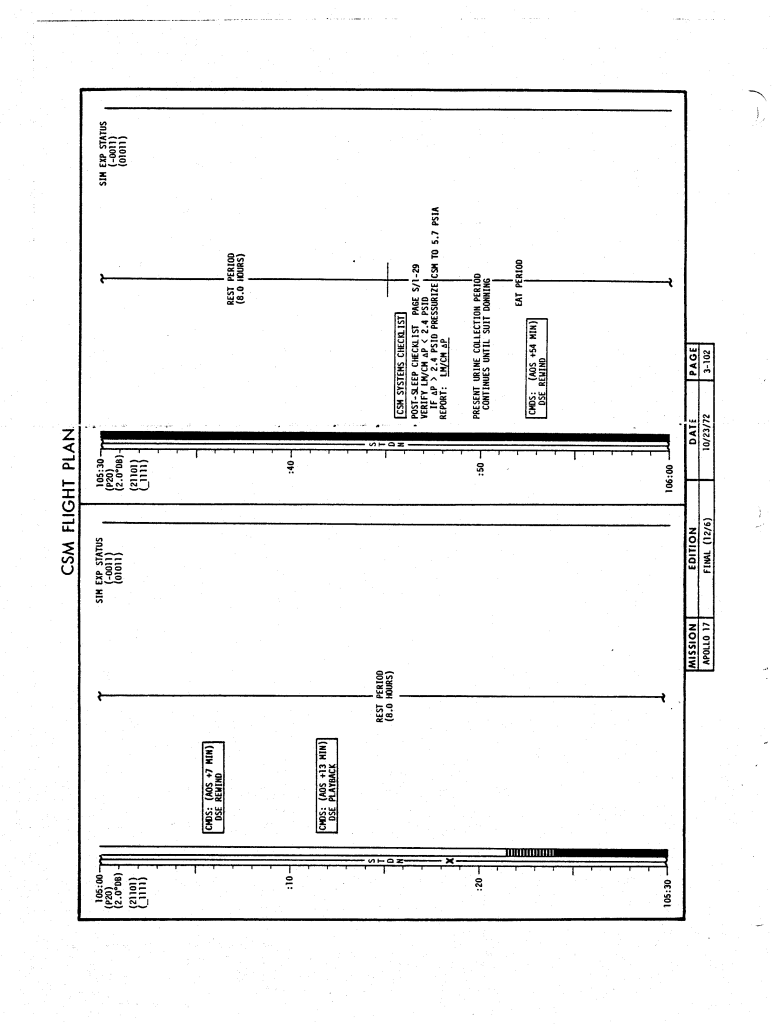 CSM FLIGHT PLAN
105:00
(P20)
(2.0°DB)
(21101)
(_1111)
:10
:20
105:30
S
T
D
N
X
CMDS: (AOS +7 MIN)
DSE REWIND
CMDS: (AOS +13 MIN)
DSE PLAYBACK
REST PERIOD
(8.0 HOURS)
SIM EXP STATUS
(-0011)
(01011)
105:30
(P20)
(2.0°DB)
(21101)
(_1111)
:40
:50
106:00
S
T
D
N
REST PERIOD
(8.0 HOURS)
SIM EXP STATUS
(-0011)
(01011)
CSM SYSTEMS CHECKLIST
POST-SLEEP CHECKLIST PAGE S/1-29
VERIFY LM/CM ΔP < 2.4 PSID
IF ΔP > 2.4 PSID PRESSURIZE CSM TO 5.7 PSIA
REPORT: LM/CM ΔP
PRESENT URINE COLLECTION PERIOD
CONTINUES UNTIL SUIT DONNING
EAT PERIOD
CMDS: (AOS +54 MIN)
DSE REWIND
MISSION EDITION DATE PAGE
APOLLO 17 FINAL (12/6) 10/23/72 3-102